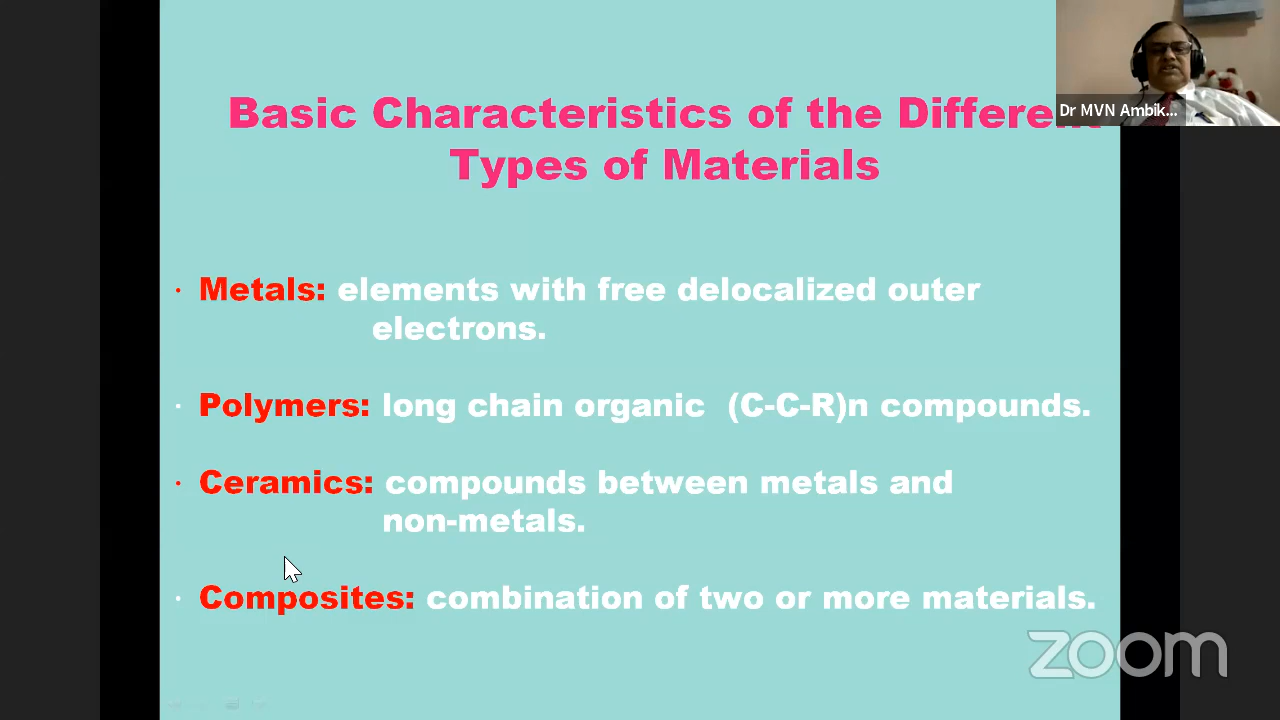 Basic Characteristics of the Different
Types of Materials
Dr MVN Ambik...
• Metals: elements with free delocalized outer
electrons.
• Polymers: long chain organic (C-C-R)n compounds.
• Ceramics: compounds between metals and
non-metals.
• Composites: combination of two or more materials.
zoom